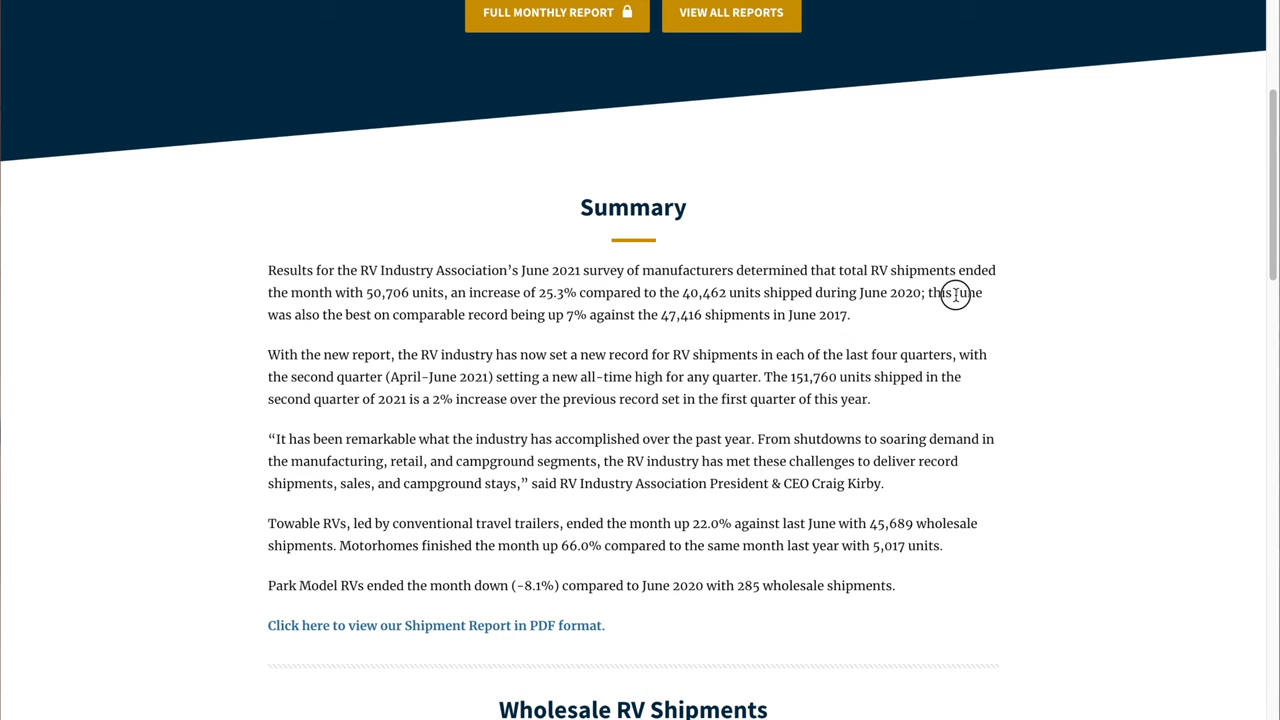 FULL MONTHLY REPORT
VIEW ALL REPORTS
Summary
Results for the RV Industry Association’s June 2021 survey of manufacturers determined that total RV shipments ended
the month with 50,706 units, an increase of 25.3% compared to the 40,462 units shipped during June 2020; this June
was also the best on comparable record being up 7% against the 47,416 shipments in June 2017.
With the new report, the RV industry has now set a new record for RV shipments in each of the last four quarters, with
the second quarter (April-June 2021) setting a new all-time high for any quarter. The 151,760 units shipped in the
second quarter of 2021 is a 2% increase over the previous record set in the first quarter of this year.
“It has been remarkable what the industry has accomplished over the past year. From shutdowns to soaring demand in
the manufacturing, retail, and campground segments, the RV industry has met these challenges to deliver record
shipments, sales, and campground stays,” said RV Industry Association President & CEO Craig Kirby.
Towable RVs, led by conventional travel trailers, ended the month up 22.0% against last June with 45,689 wholesale
shipments. Motorhomes finished the month up 66.0% compared to the same month last year with 5,017 units.
Park Model RVs ended the month down (-8.1%) compared to June 2020 with 285 wholesale shipments.
Click here to view our Shipment Report in PDF format.
Wholesale RV Shipments